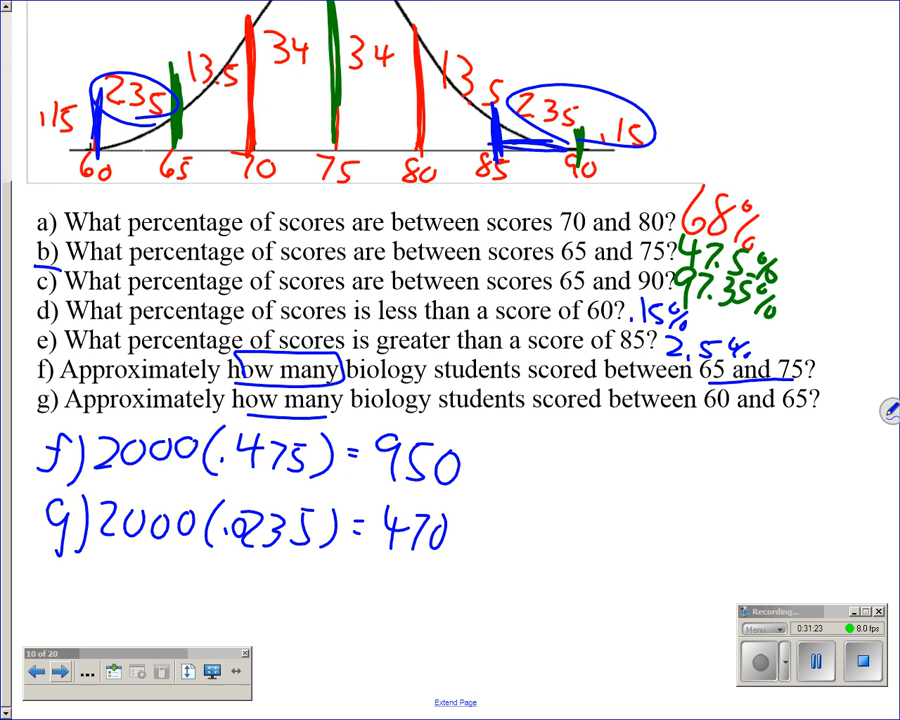 34 34
13.5 13.5
.15 235 235 .15
60 65 70 75 80 85 90
a) What percentage of scores are between scores 70 and 80? 68%
b) What percentage of scores are between scores 65 and 75? 47.5%
c) What percentage of scores are between scores 65 and 90? 97.35%
d) What percentage of scores is less than a score of 60? .15%
e) What percentage of scores is greater than a score of 85? 2.5%
f) Approximately how many biology students scored between 65 and 75?
g) Approximately how many biology students scored between 60 and 65?
f) 2000(.475) = 950
g) 2000(.0235) = 470
Recording...
Menu 0:31:23 8.0 fps
10 of 20
Extend Page